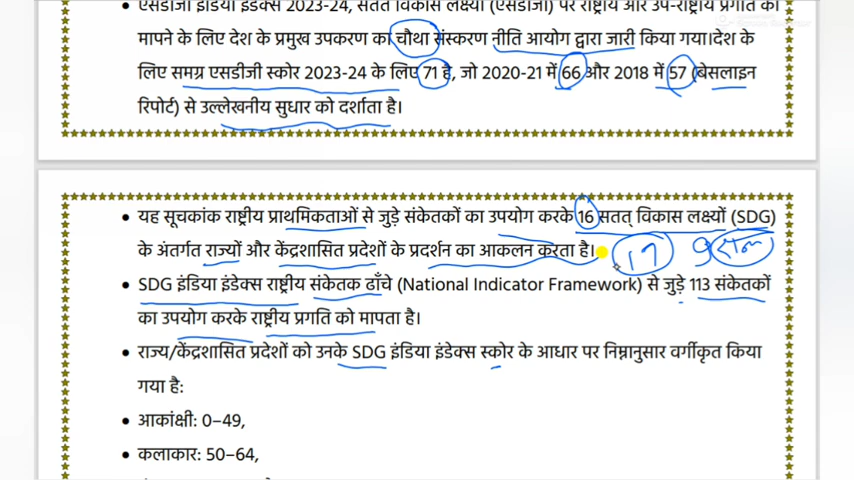 एसडीजी इंडिया इंडेक्स 2023-24, सतत विकास लक्ष्यों (एसडीजी) पर राष्ट्रीय और उप-राष्ट्रीय प्रगति को
मापने के लिए देश के प्रमुख उपकरण का चौथा संस्करण नीति आयोग द्वारा जारी किया गया।देश के
लिए समग्र एसडीजी स्कोर 2023-24 के लिए 71 है, जो 2020-21 में 66 और 2018 में 57 (बेसलाइन
रिपोर्ट) से उल्लेखनीय सुधार को दर्शाता है।
• यह सूचकांक राष्ट्रीय प्राथमिकताओं से जुड़े संकेतकों का उपयोग करके 16 सतत् विकास लक्ष्यों (SDG)
के अंतर्गत राज्यों और केंद्रशासित प्रदेशों के प्रदर्शन का आकलन करता है। 17
• SDG इंडिया इंडेक्स राष्ट्रीय संकेतक ढाँचे (National Indicator Framework) से जुड़े 113 संकेतकों
का उपयोग करके राष्ट्रीय प्रगति को मापता है।
• राज्य/केंद्रशासित प्रदेशों को उनके SDG इंडिया इंडेक्स स्कोर के आधार पर निम्नानुसार वर्गीकृत किया
गया है:
• आकांक्षी: 0–49,
• कलाकार: 50–64,